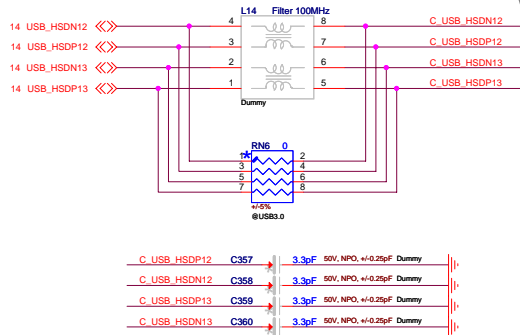 L14 Filter 100MHz
14 USB_HSDN12 4 8 C_USB_HSDN12
14 USB_HSDP12 3 7 C_USB_HSDP12
14 USB_HSDN13 2 6 C_USB_HSDN13
14 USB_HSDP13 1 5 C_USB_HSDP13
Dummy
RN6 0
1 2
3 4
5 6
7 8
+/-5%
@USB3.0
C_USB_HSDP12 C357 3.3pF 50V, NPO, +/-0.25pF Dummy
C_USB_HSDN12 C358 3.3pF 50V, NPO, +/-0.25pF Dummy
C_USB_HSDP13 C359 3.3pF 50V, NPO, +/-0.25pF Dummy
C_USB_HSDN13 C360 3.3pF 50V, NPO, +/-0.25pF Dummy